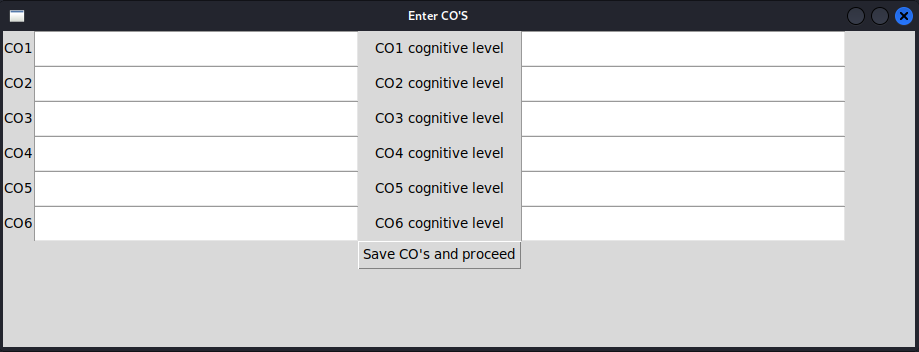 Enter CO'S
CO1 CO1 cognitive level
CO2 CO2 cognitive level
CO3 CO3 cognitive level
CO4 CO4 cognitive level
CO5 CO5 cognitive level
CO6 CO6 cognitive level
Save CO's and proceed